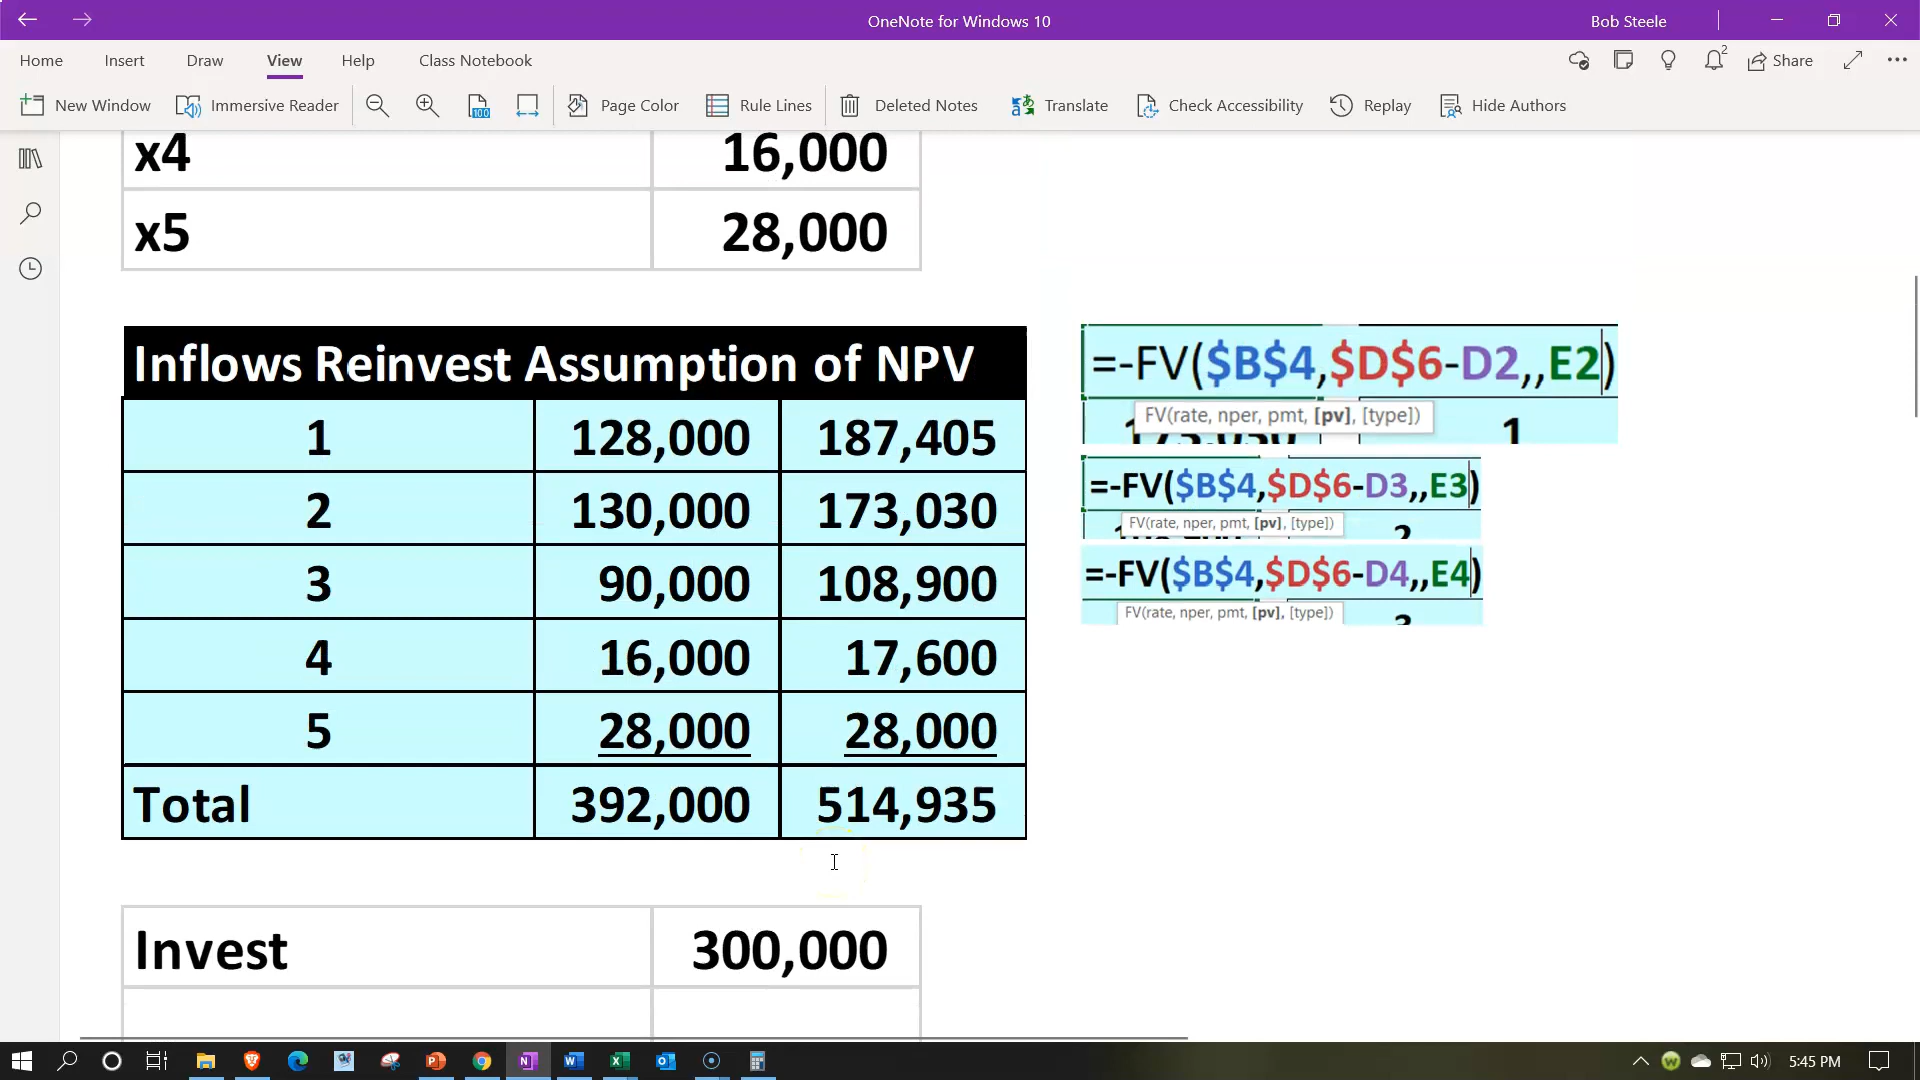 OneNote for Windows 10
Bob Steele
Home Insert Draw View Help Class Notebook
2
Share
New Window Immersive Reader 100 Page Color Rule Lines Deleted Notes Translate Check Accessibility Replay Hide Authors
x4 16,000
x5 28,000
Inflows Reinvest Assumption of NPV
1 128,000 187,405
2 130,000 173,030
3 90,000 108,900
4 16,000 17,600
5 28,000 28,000
Total 392,000 514,935
=-FV($B$4,$D$6-D2,,E2)
FV(rate, nper, pmt, [pv], [type])
1
=-FV($B$4,$D$6-D3,,E3)
FV(rate, nper, pmt, [pv], [type])
2
=-FV($B$4,$D$6-D4,,E4)
FV(rate, nper, pmt, [pv], [type])
3
Invest 300,000
5:45 PM